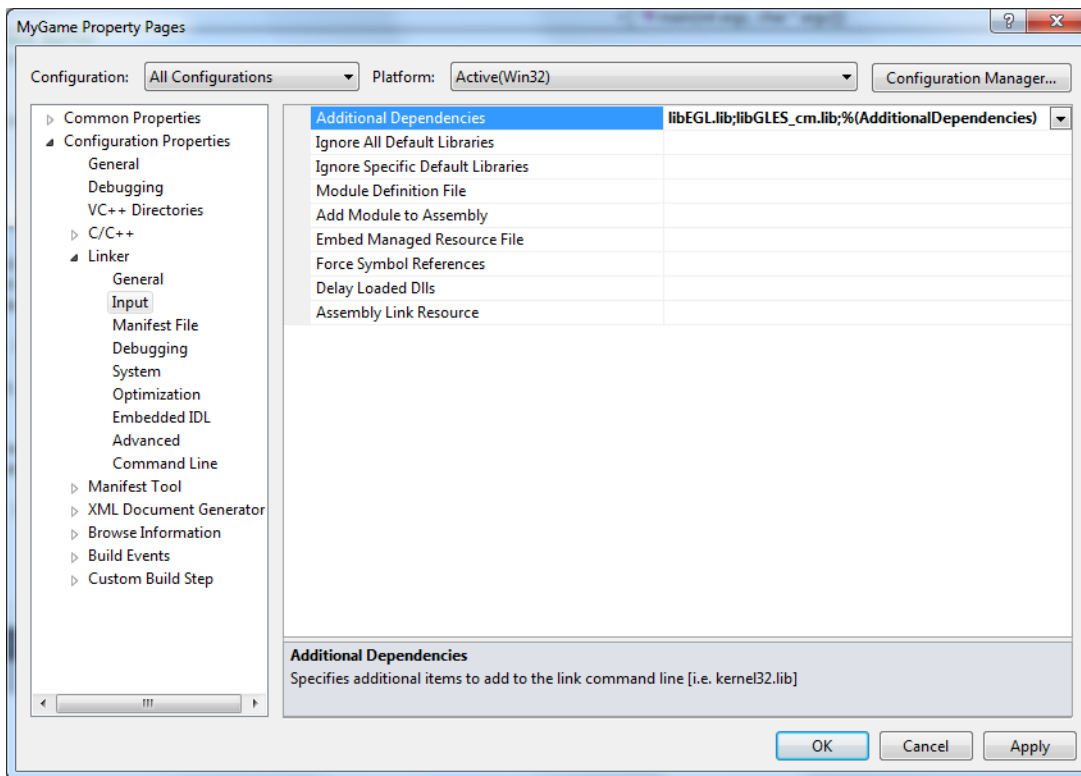 MyGame Property Pages
Configuration: All Configurations Platform: Active(Win32) Configuration Manager...
Common Properties
Configuration Properties
General
Debugging
VC++ Directories
C/C++
Linker
General
Input
Manifest File
Debugging
System
Optimization
Embedded IDL
Advanced
Command Line
Manifest Tool
XML Document Generator
Browse Information
Build Events
Custom Build Step
Additional Dependencies libEGL.lib;libGLES_cm.lib;%(AdditionalDependencies)
Ignore All Default Libraries
Ignore Specific Default Libraries
Module Definition File
Add Module to Assembly
Embed Managed Resource File
Force Symbol References
Delay Loaded Dlls
Assembly Link Resource
Additional Dependencies
Specifies additional items to add to the link command line [i.e. kernel32.lib]
OK Cancel Apply